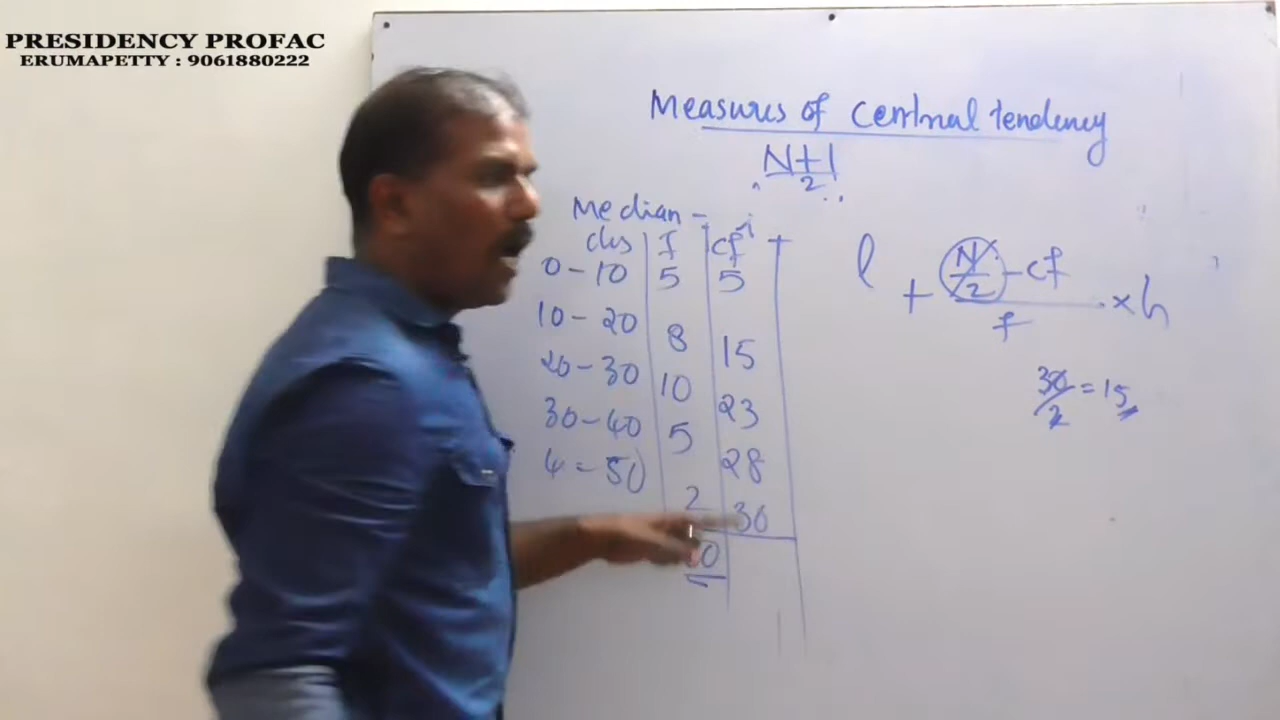 PRESIDENCY PROFAC
ERUMAPETTY : 9061880222
Measures of Central tendency
N+1
2
Median -
cls f cf
0-10 5 5
10-20 8 15
20-30 10 23
30-40 5 28
4-50 2 30
0
l + N/2 - cf × h
f
30/2 = 15